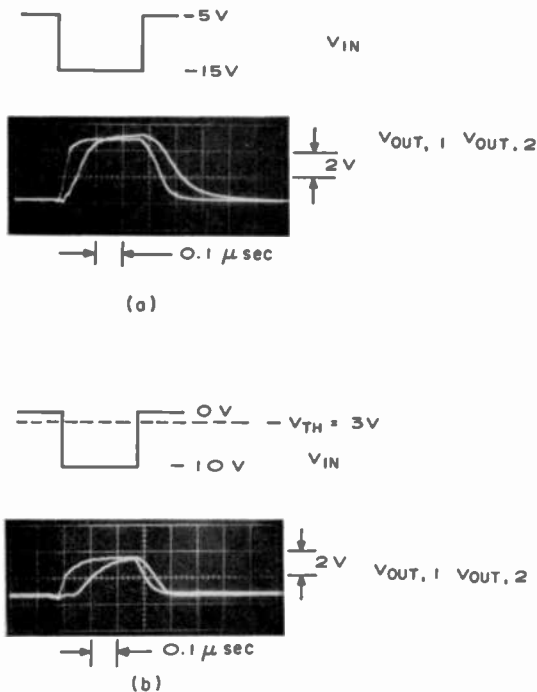 -5V
VIN
-15V
VOUT, 1 VOUT, 2
2V
0.1 μsec
(a)
0V
- VTH = 3V
VIN
-10V
2V
VOUT, 1 VOUT, 2
0.1 μsec
(b)